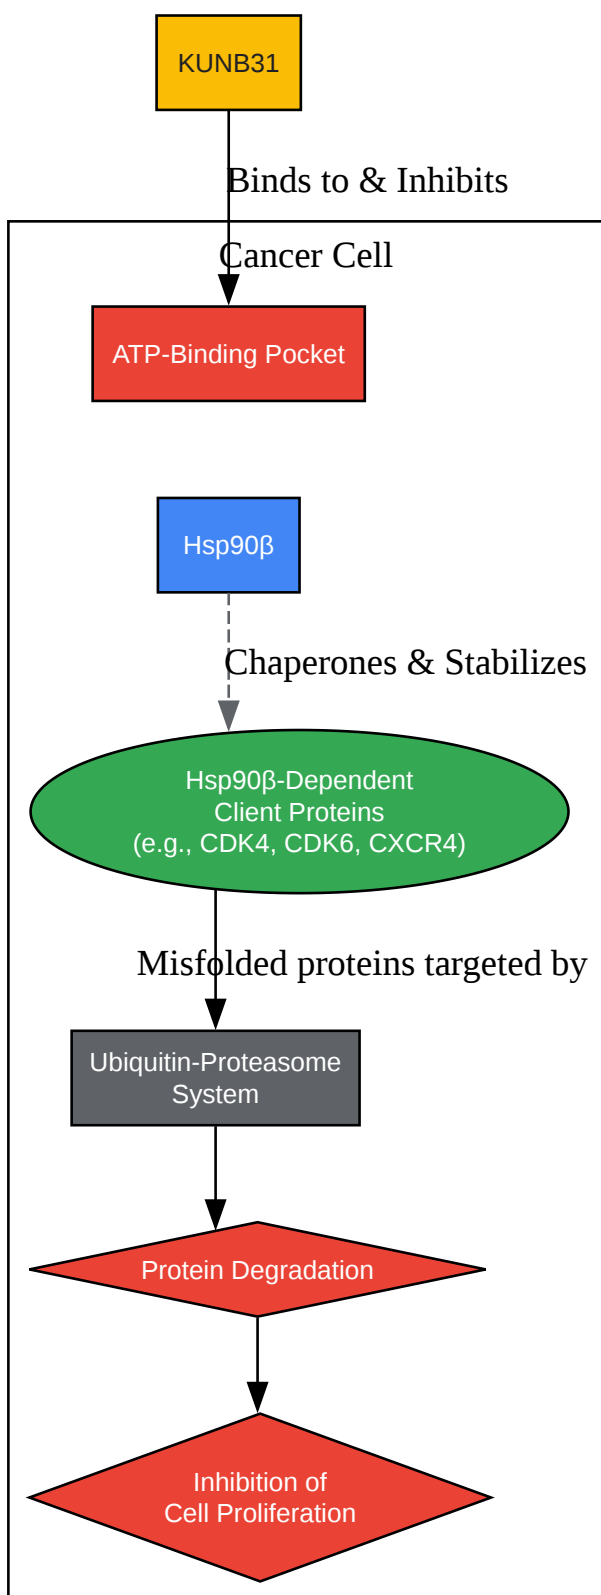 KUNB31
Binds to & Inhibits
Cancer Cell
ATP-Binding Pocket
Hsp90β
Chaperones & Stabilizes
Hsp90β-Dependent
Client Proteins
(e.g., CDK4, CDK6, CXCR4)
Misfolded proteins targeted by
Ubiquitin-Proteasome
System
Protein Degradation
Inhibition of
Cell Proliferation